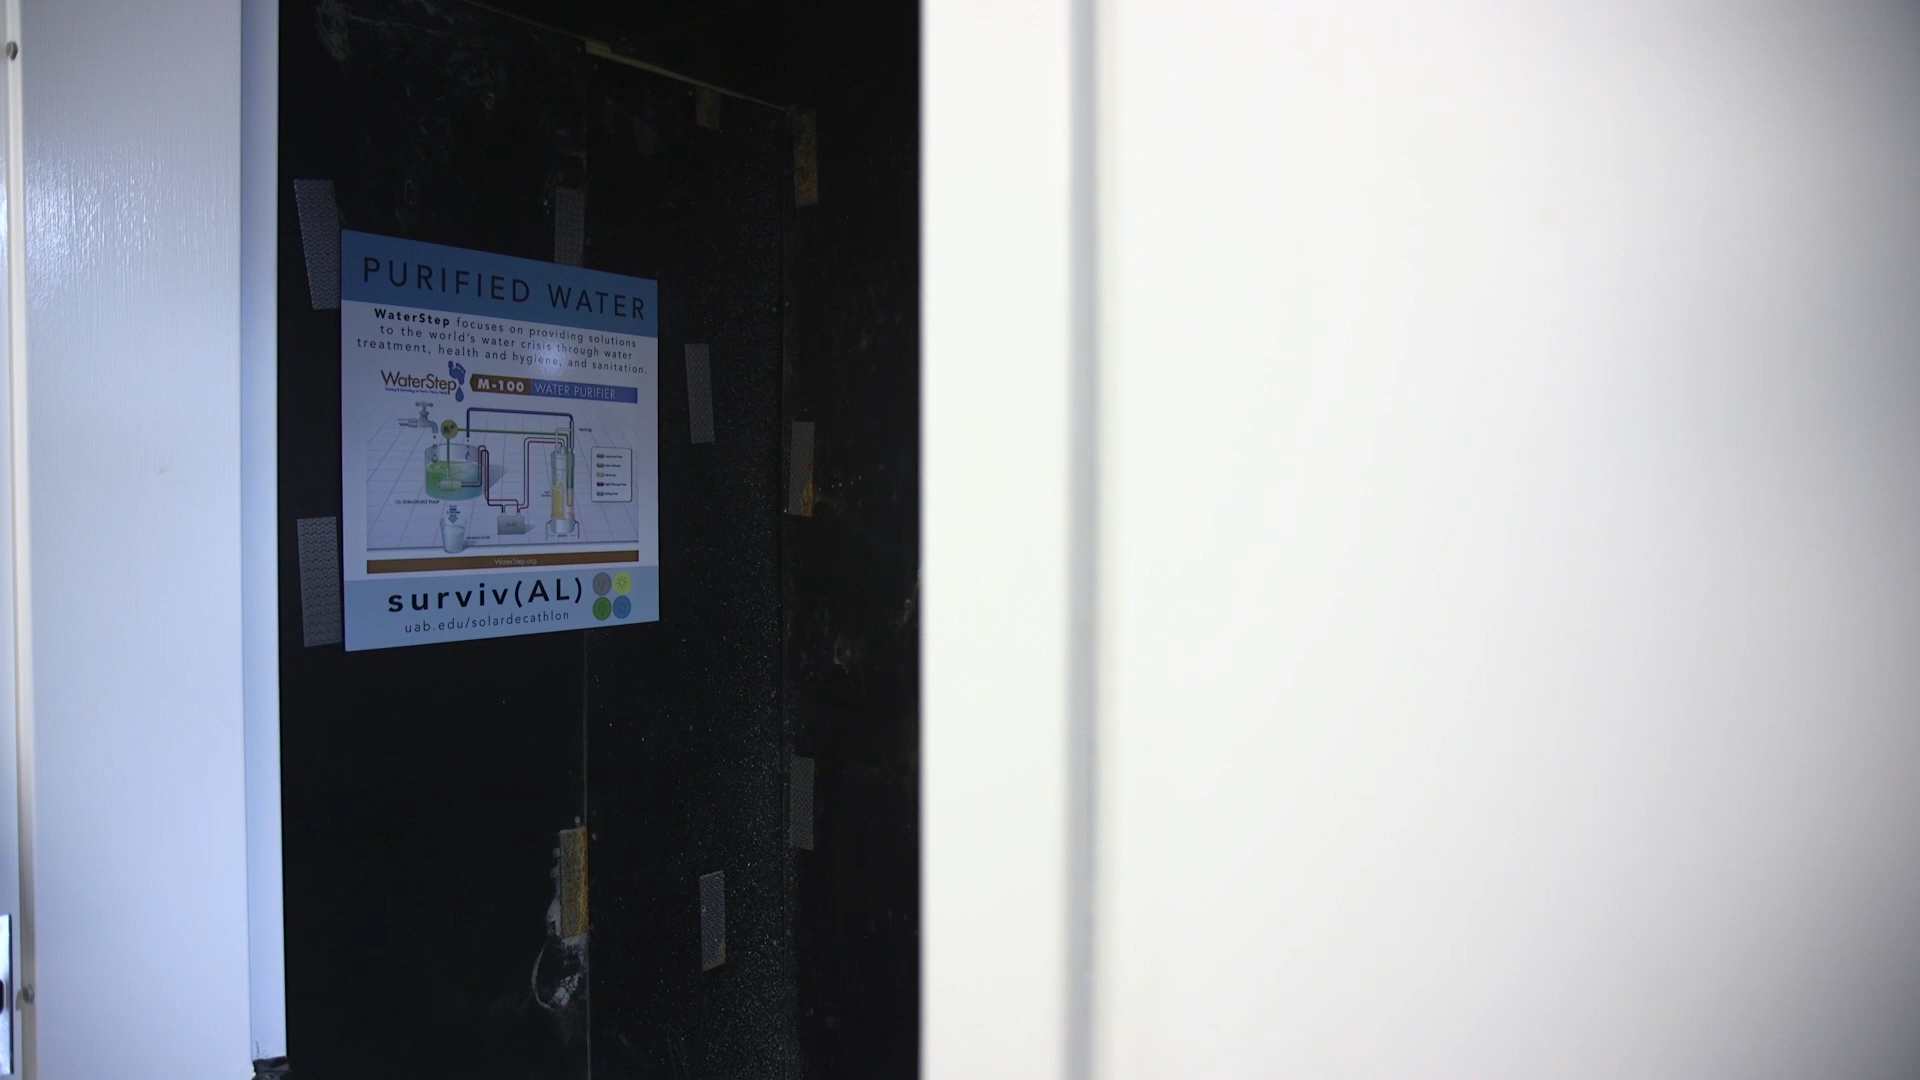 PURIFIED WATER
WaterStep focuses on providing solutions
to the world's water crisis through water
treatment, health and hygiene, and sanitation.
WaterStep
M-100 WATER PURIFIER
WaterStep.org
surviv(AL)
uab.edu/solardecathlon